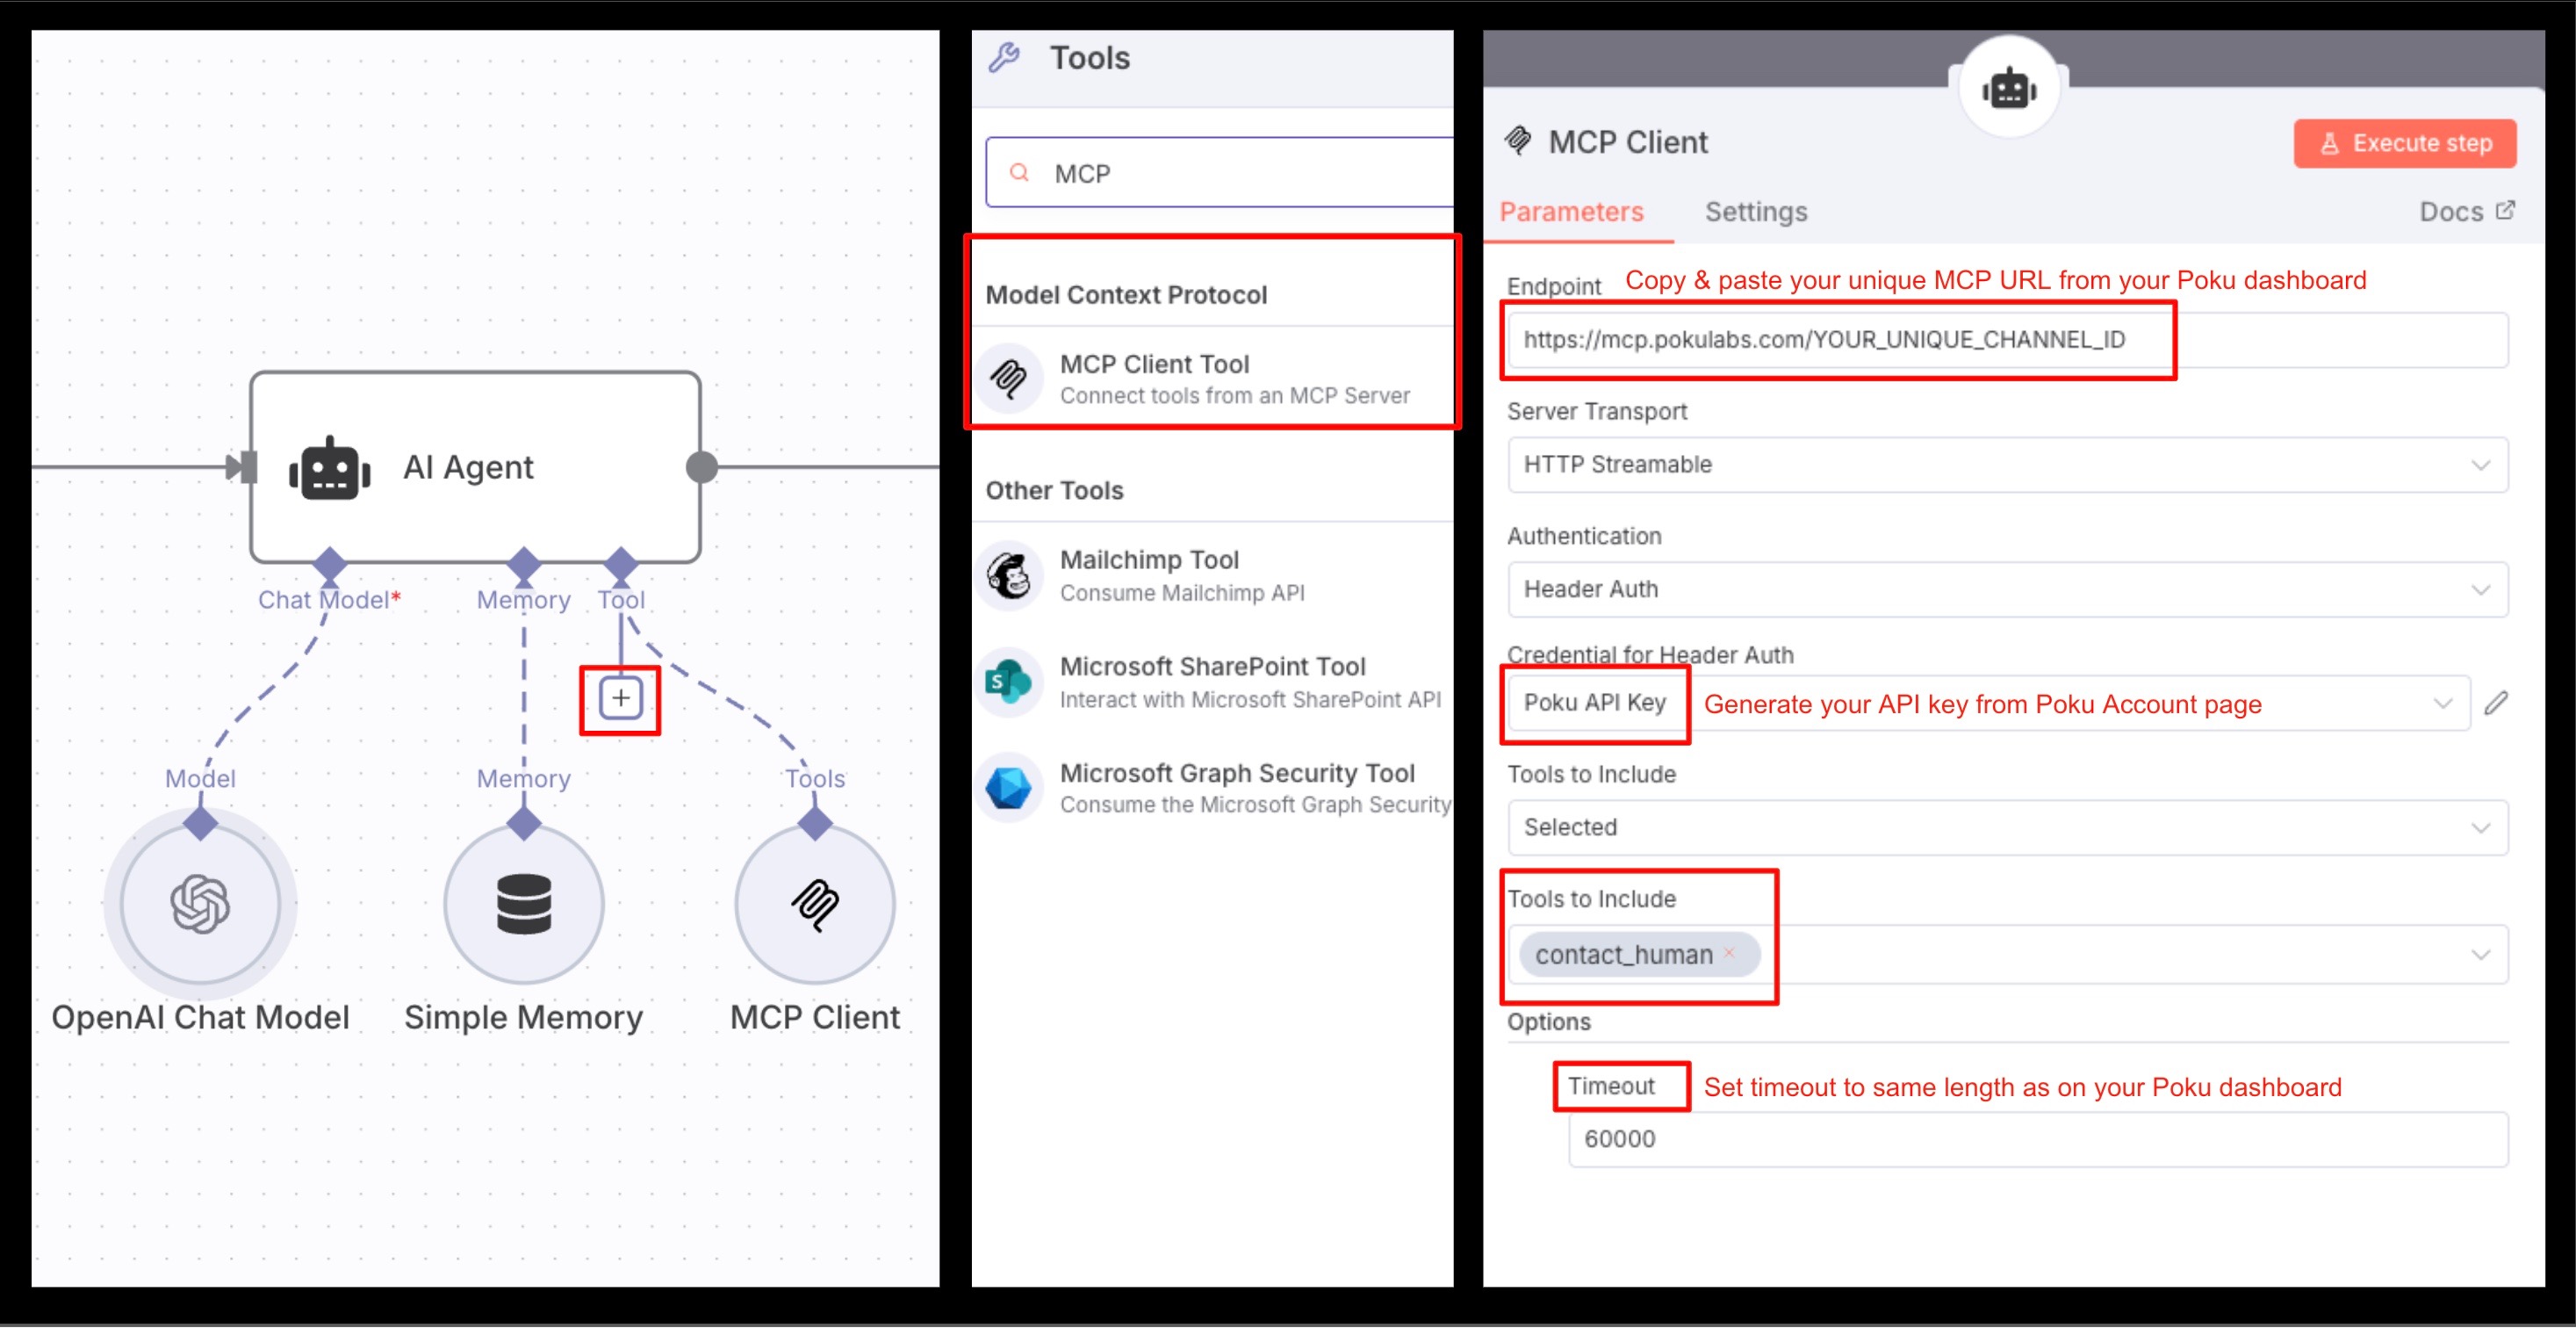 AI Agent
Chat Model*
Memory
Tool
+
Model
Memory
Tools
OpenAI Chat Model
Simple Memory
MCP Client
Tools
MCP
Model Context Protocol
MCP Client Tool
Connect tools from an MCP Server
Other Tools
Mailchimp Tool
Consume Mailchimp API
Microsoft SharePoint Tool
Interact with Microsoft SharePoint API
Microsoft Graph Security Tool
Consume the Microsoft Graph Security
MCP Client
Execute step
Parameters
Settings
Docs
Endpoint Copy & paste your unique MCP URL from your Poku dashboard
https://mcp.pokulabs.com/YOUR_UNIQUE_CHANNEL_ID
Server Transport
HTTP Streamable
Authentication
Header Auth
Credential for Header Auth
Poku API Key Generate your API key from Poku Account page
Tools to Include
Selected
Tools to Include
contact_human ×
Options
Timeout Set timeout to same length as on your Poku dashboard
60000